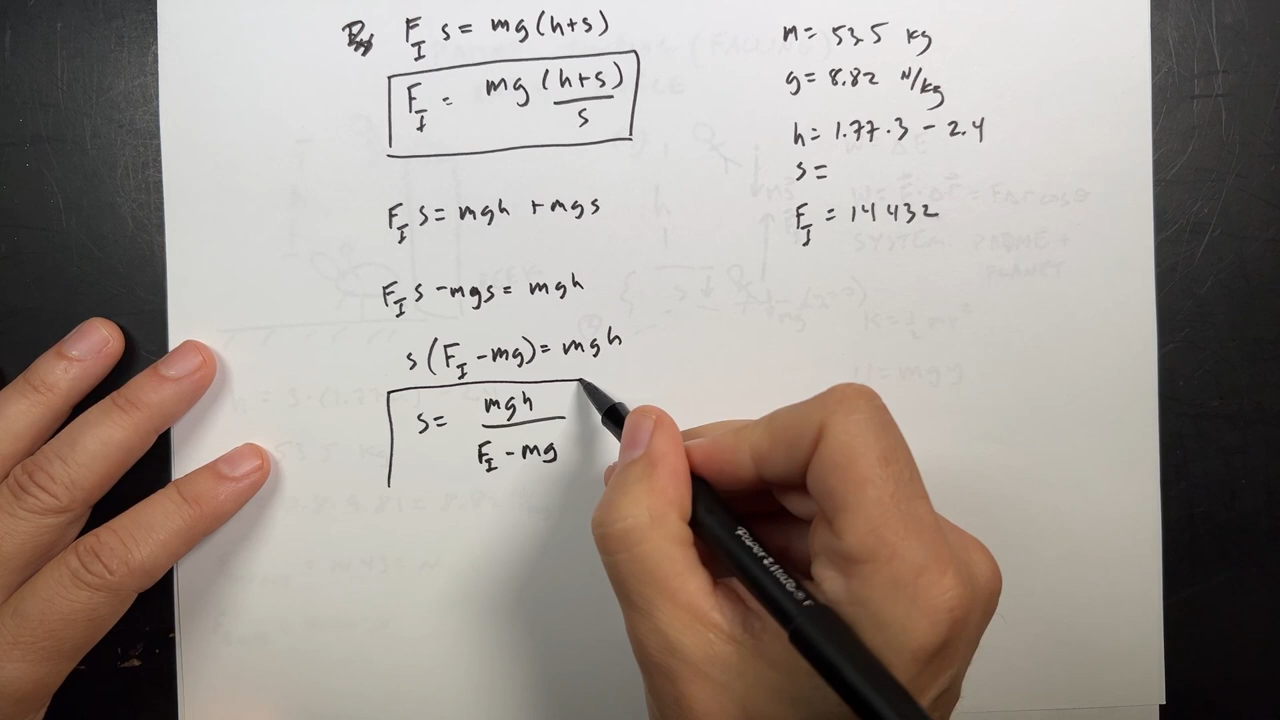 F_I s = mg(h+s)
F_I = mg (h+s)/s
F_I s = mgh + mgs
F_I s - mgs = mgh
s(F_I - mg) = mgh
s = mgh/(F_I - mg)
m = 53.5 kg
g = 8.82 N/kg
h = 1.77·3 - 2.4
s =
F_I = 14432
PaperMate